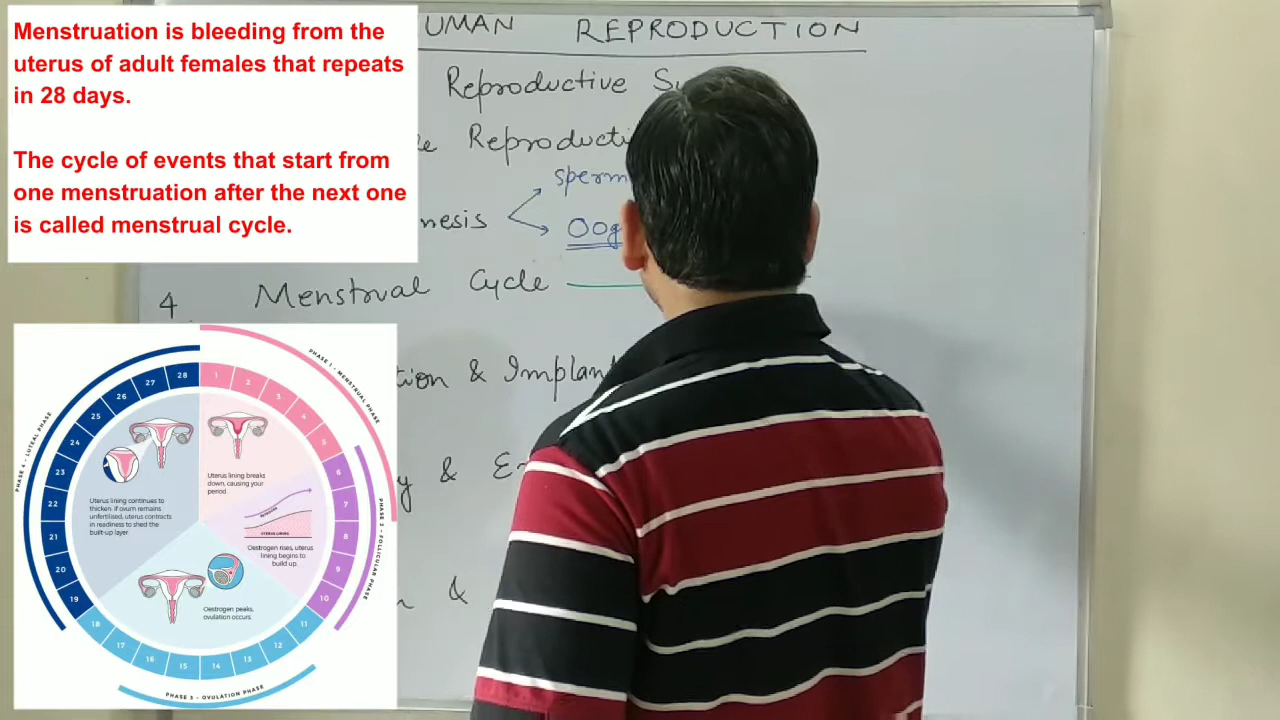 Menstruation is bleeding from the
uterus of adult females that repeats
in 28 days.
The cycle of events that start from
one menstruation after the next one
is called menstrual cycle.
UMAN REPRODUCTION
Reproductive
Reproducti
sperm
nesis
Oog
4 Menstrual Cycle
tion & Implan
y &
&
PHASE 1 - MENSTRUAL PHASE
PHASE 2 - FOLLICULAR PHASE
PHASE 3 - OVULATION PHASE
PHASE 4 - LUTEAL PHASE
1
2
3
4
5
6
7
8
9
10
11
12
13
14
15
16
17
18
19
20
21
22
23
24
25
26
27
28
Uterus lining breaks
down, causing your
period
OESTROGEN
UTERUS LINING
Oestrogen rises, uterus
lining begins to
build up.
Oestrogen peaks,
ovulation occurs
Uterus lining continues to
thicken. If ovum remains
unfertilised, uterus contracts
in readiness to shed the
built-up layer